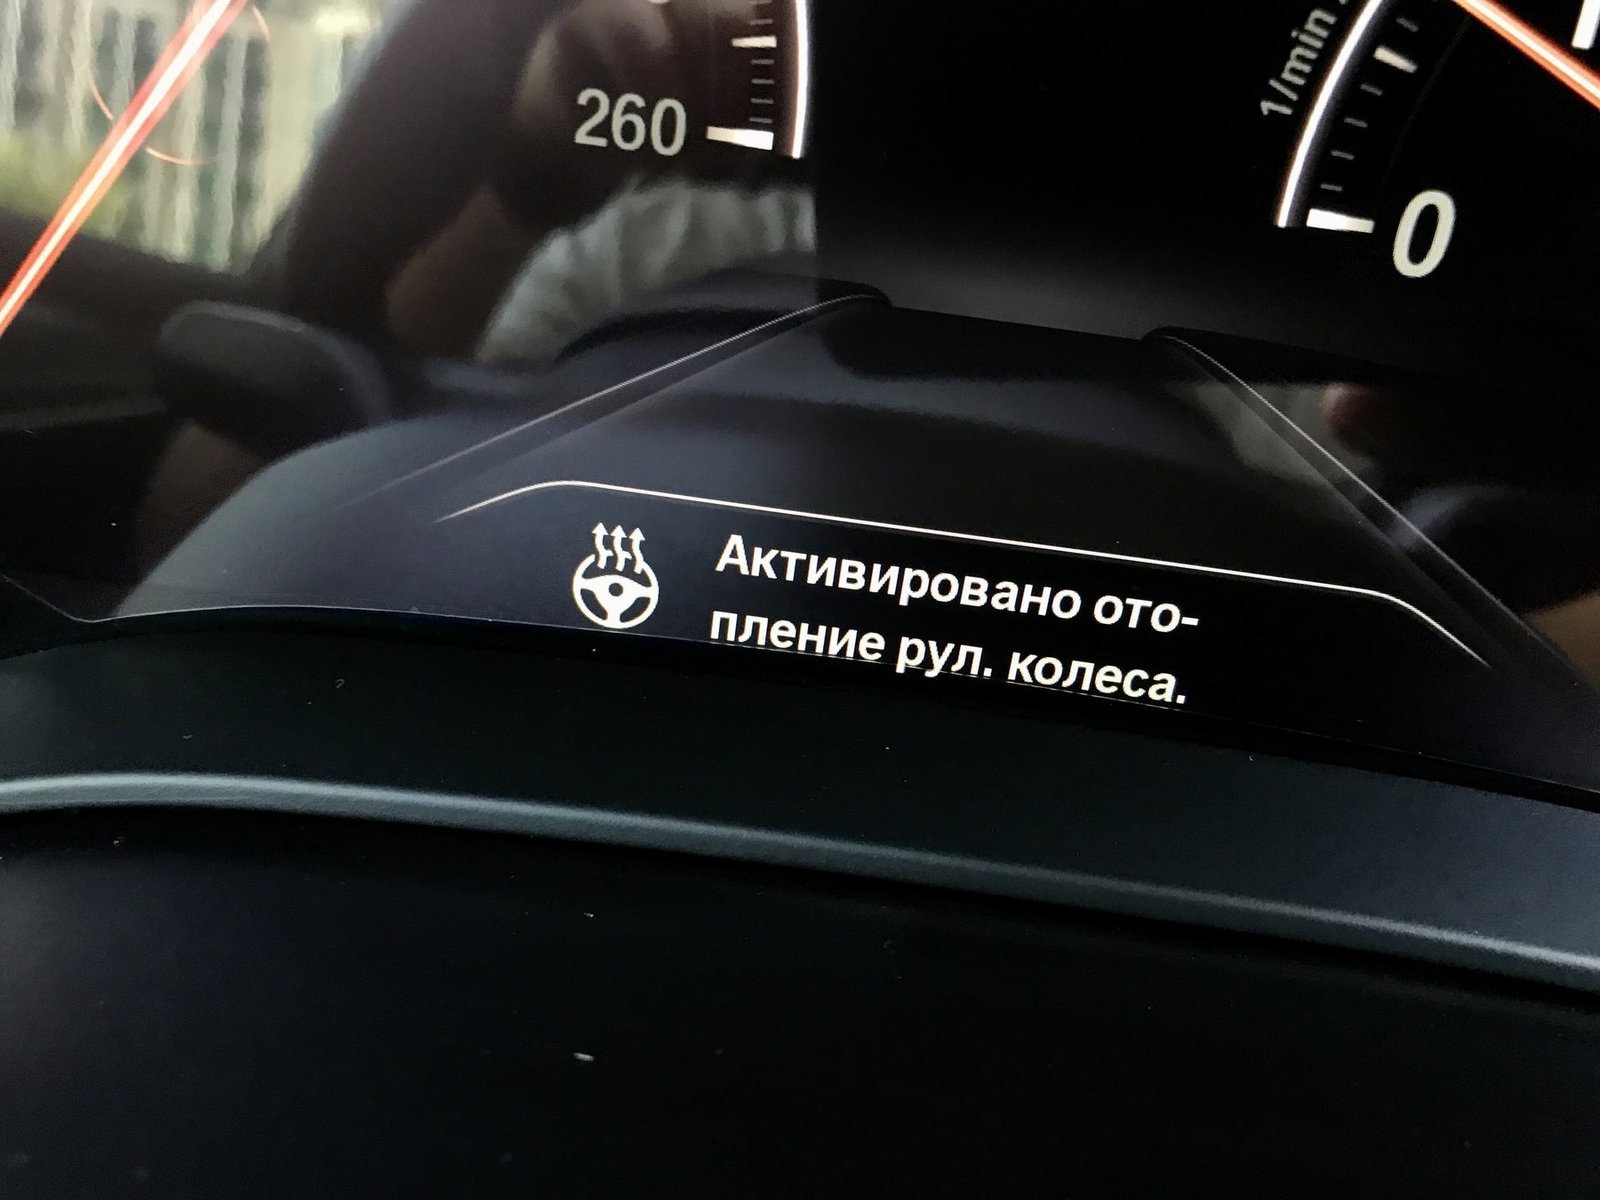 260
1/min
0
Активировано ото-
пление рул. колеса.